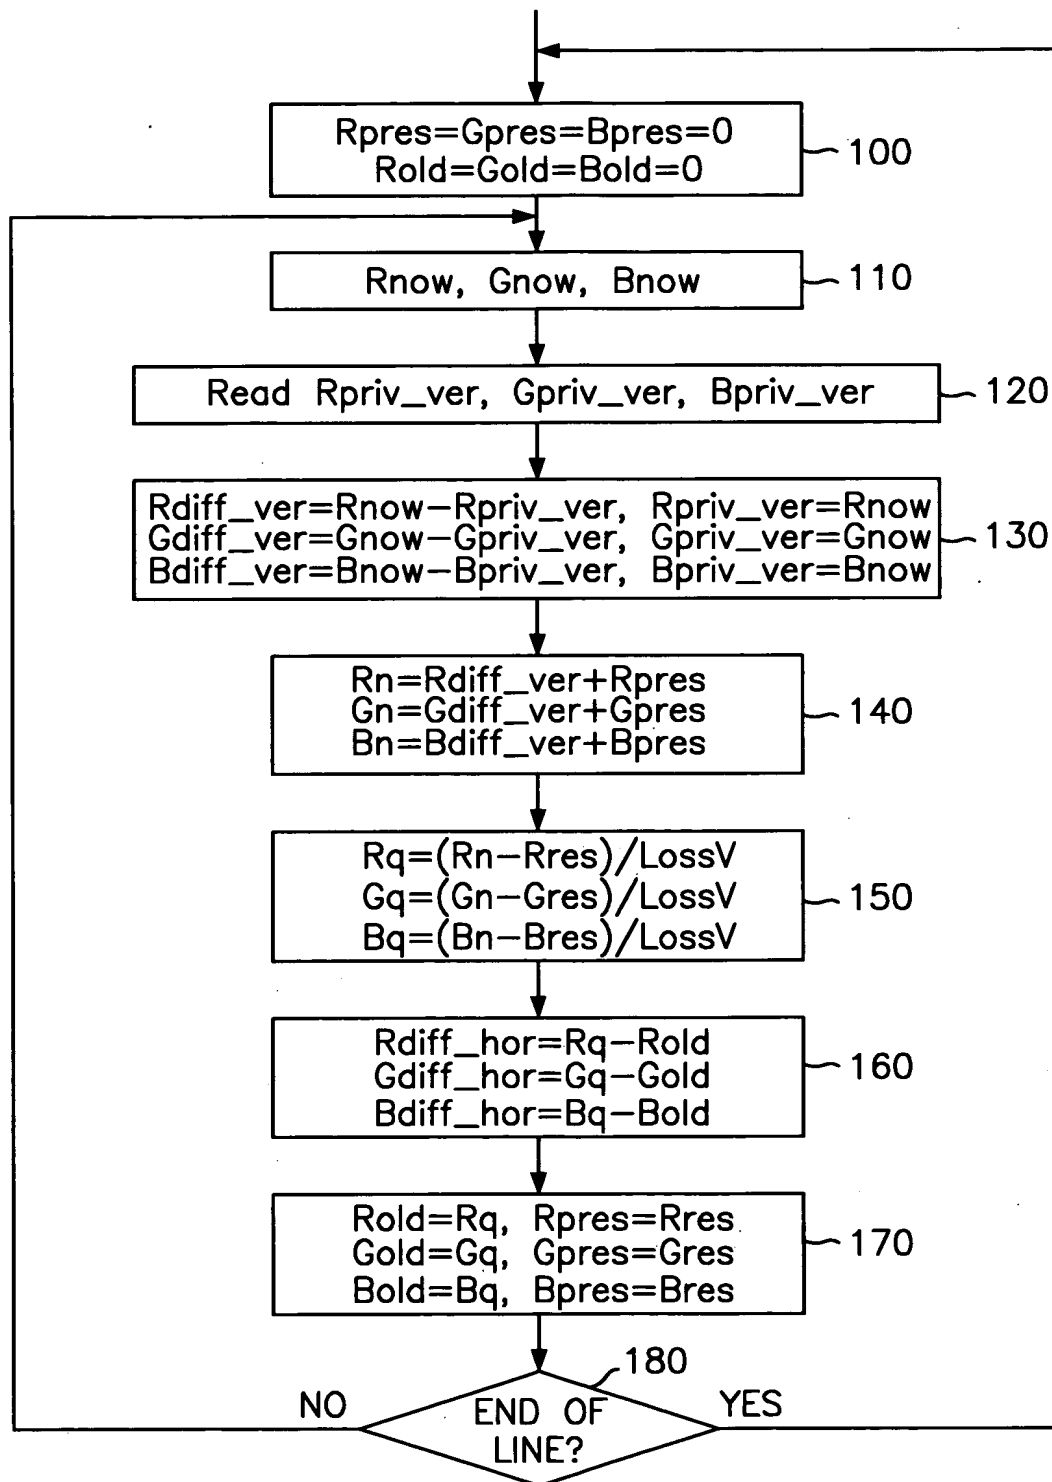 Rpres=Gpres=Bpres=0
Rold=Gold=Bold=0
100
Rnow, Gnow, Bnow
110
Read Rpriv_ver, Gpriv_ver, Bpriv_ver
120
Rdiff_ver=Rnow-Rpriv_ver, Rpriv_ver=Rnow
Gdiff_ver=Gnow-Gpriv_ver, Gpriv_ver=Gnow
Bdiff_ver=Bnow-Bpriv_ver, Bpriv_ver=Bnow
130
Rn=Rdiff_ver+Rpres
Gn=Gdiff_ver+Gpres
Bn=Bdiff_ver+Bpres
140
Rq=(Rn-Rres)/LossV
Gq=(Gn-Gres)/LossV
Bq=(Bn-Bres)/LossV
150
Rdiff_hor=Rq-Rold
Gdiff_hor=Gq-Gold
Bdiff_hor=Bq-Bold
160
Rold=Rq, Rpres=Rres
Gold=Gq, Gpres=Gres
Bold=Bq, Bpres=Bres
170
180
NO
END OF
LINE?
YES